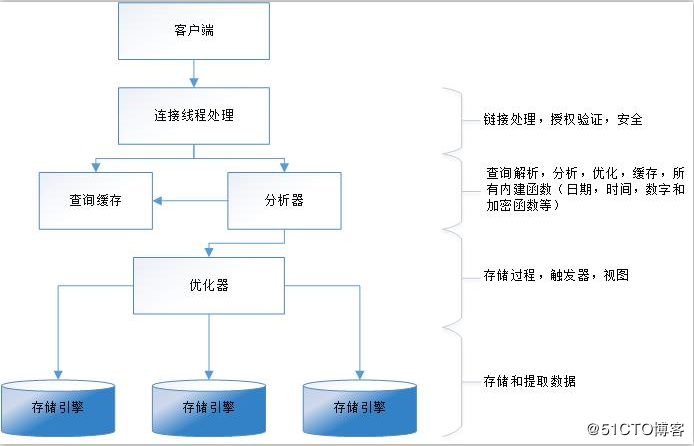 客户端
连接线程处理
链接处理，授权验证，安全
查询缓存
分析器
查询解析，分析，优化，缓存，所
有内建函数（日期，时间，数字和
加密函数等）
优化器
存储过程，触发器，视图
存储引擎
存储引擎
存储引擎
存储和提取数据
@51CTO博客